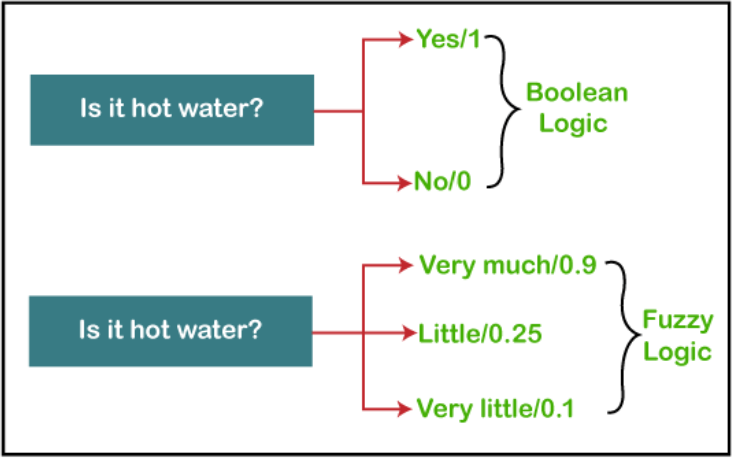 Is it hot water?
Yes/1
No/0
Boolean
Logic
Is it hot water?
Very much/0.9
Little/0.25
Very little/0.1
Fuzzy
Logic